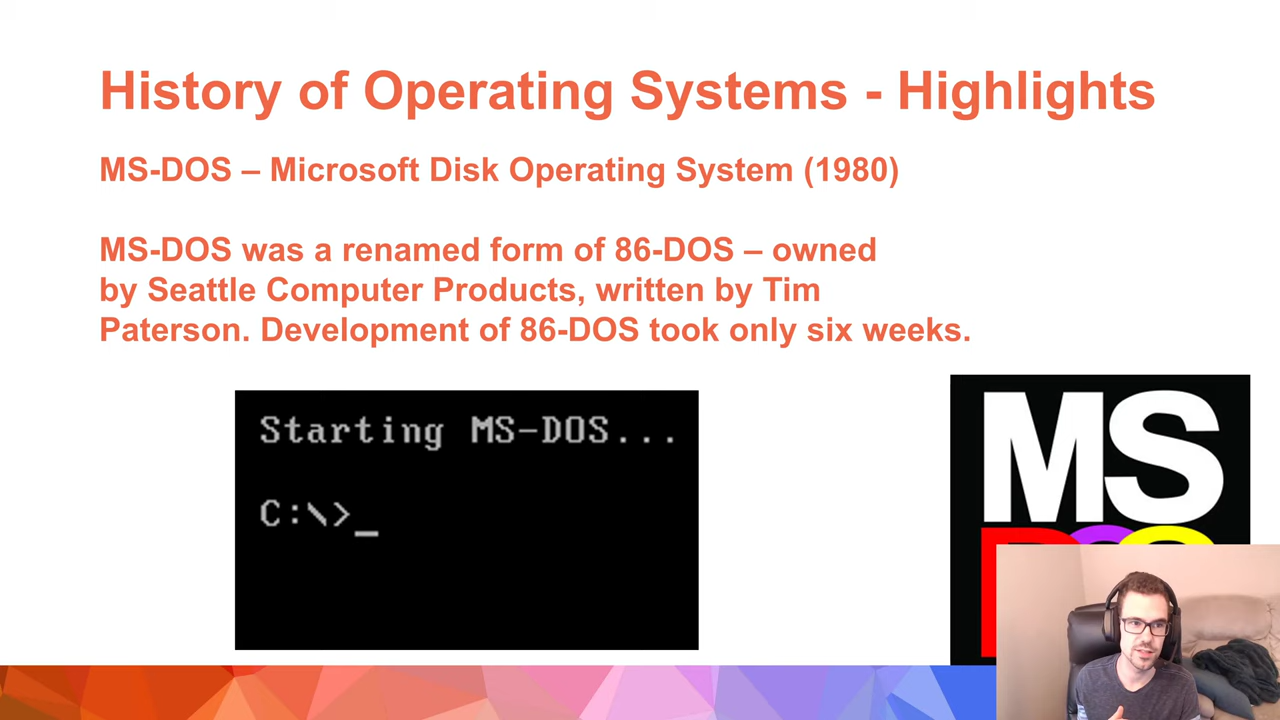 History of Operating Systems - Highlights
MS-DOS – Microsoft Disk Operating System (1980)
MS-DOS was a renamed form of 86-DOS – owned
by Seattle Computer Products, written by Tim
Paterson. Development of 86-DOS took only six weeks.
Starting MS-DOS...
C:\>_
MS